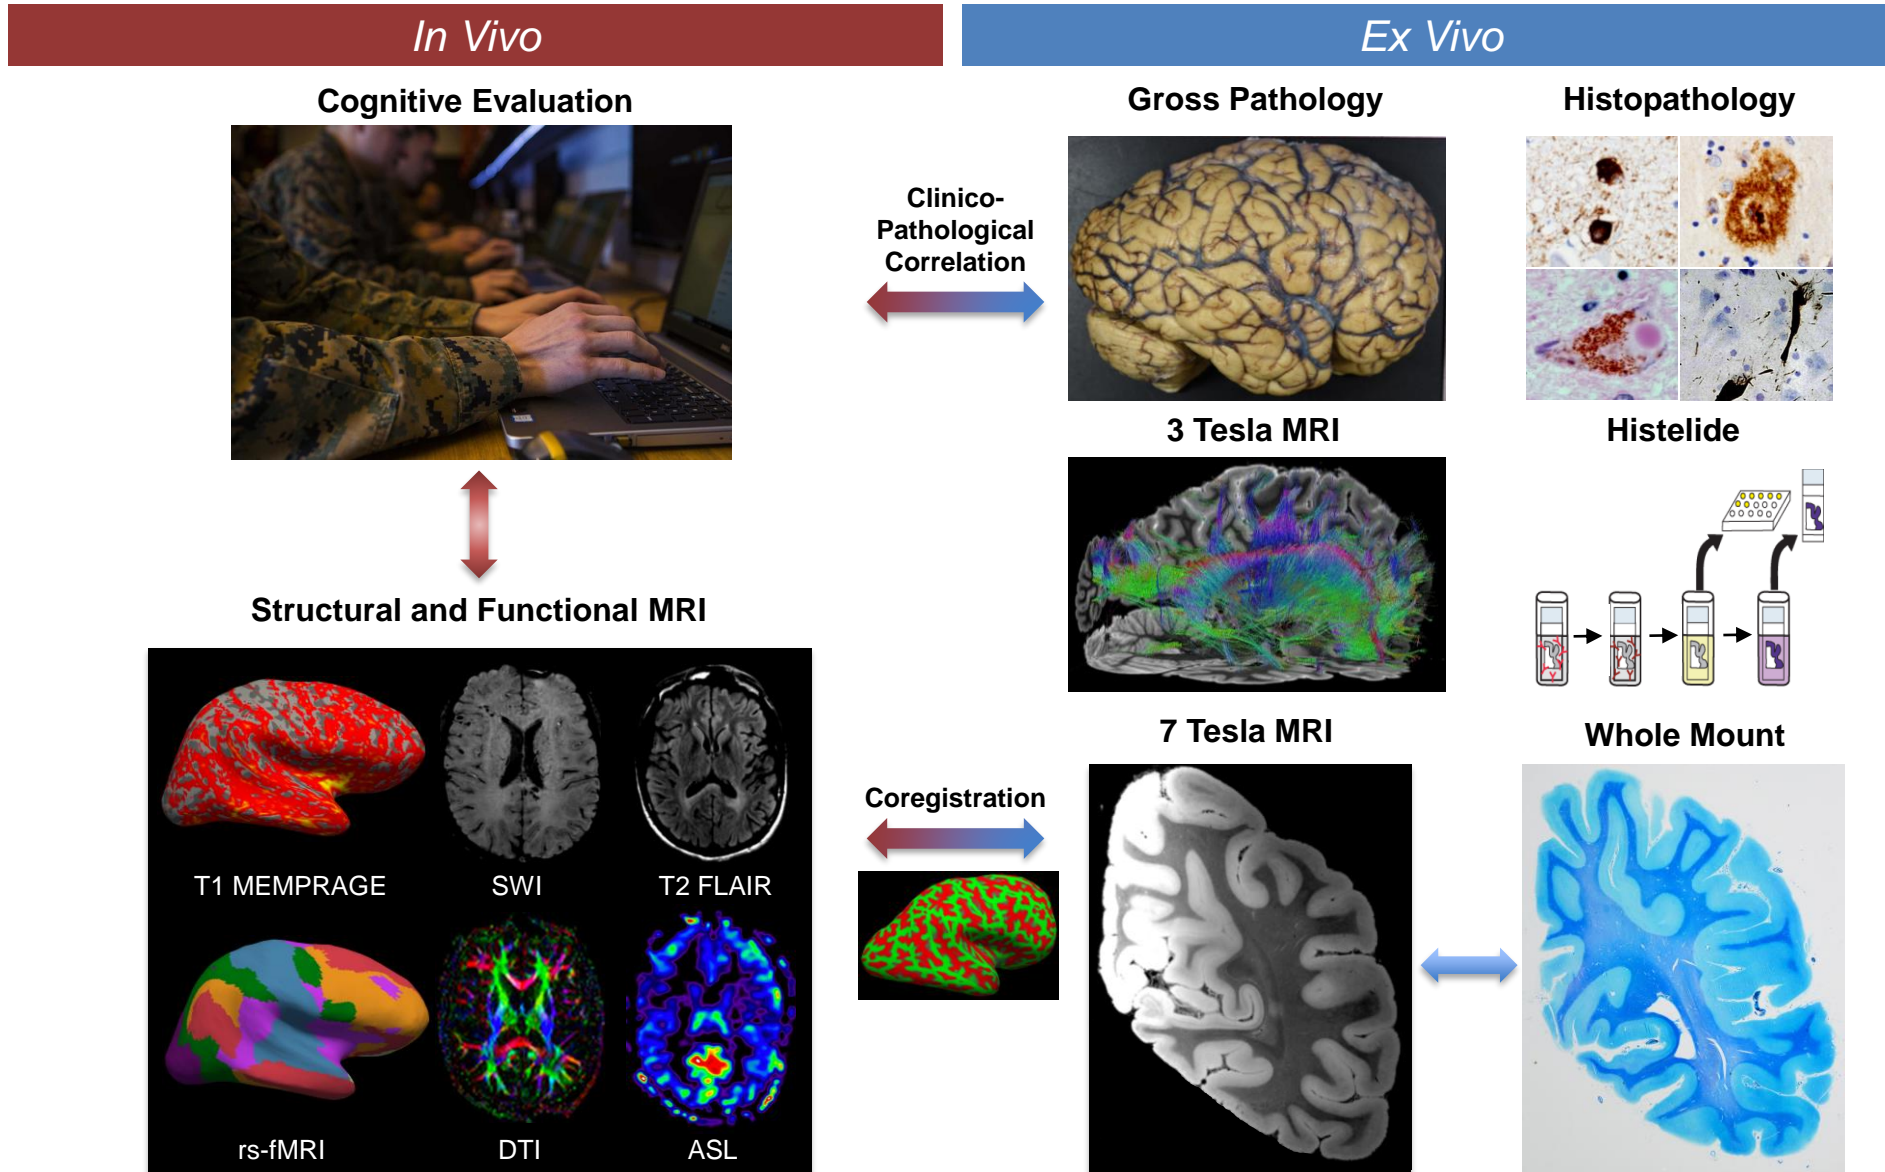 In Vivo
Ex Vivo
Cognitive Evaluation
Gross Pathology
Histopathology
Clinico-
Pathological
Correlation
3 Tesla MRI
Histelide
Structural and Functional MRI
7 Tesla MRI
Whole Mount
Coregistration
T1 MEMPRAGE
SWI
T2 FLAIR
rs-fMRI
DTI
ASL